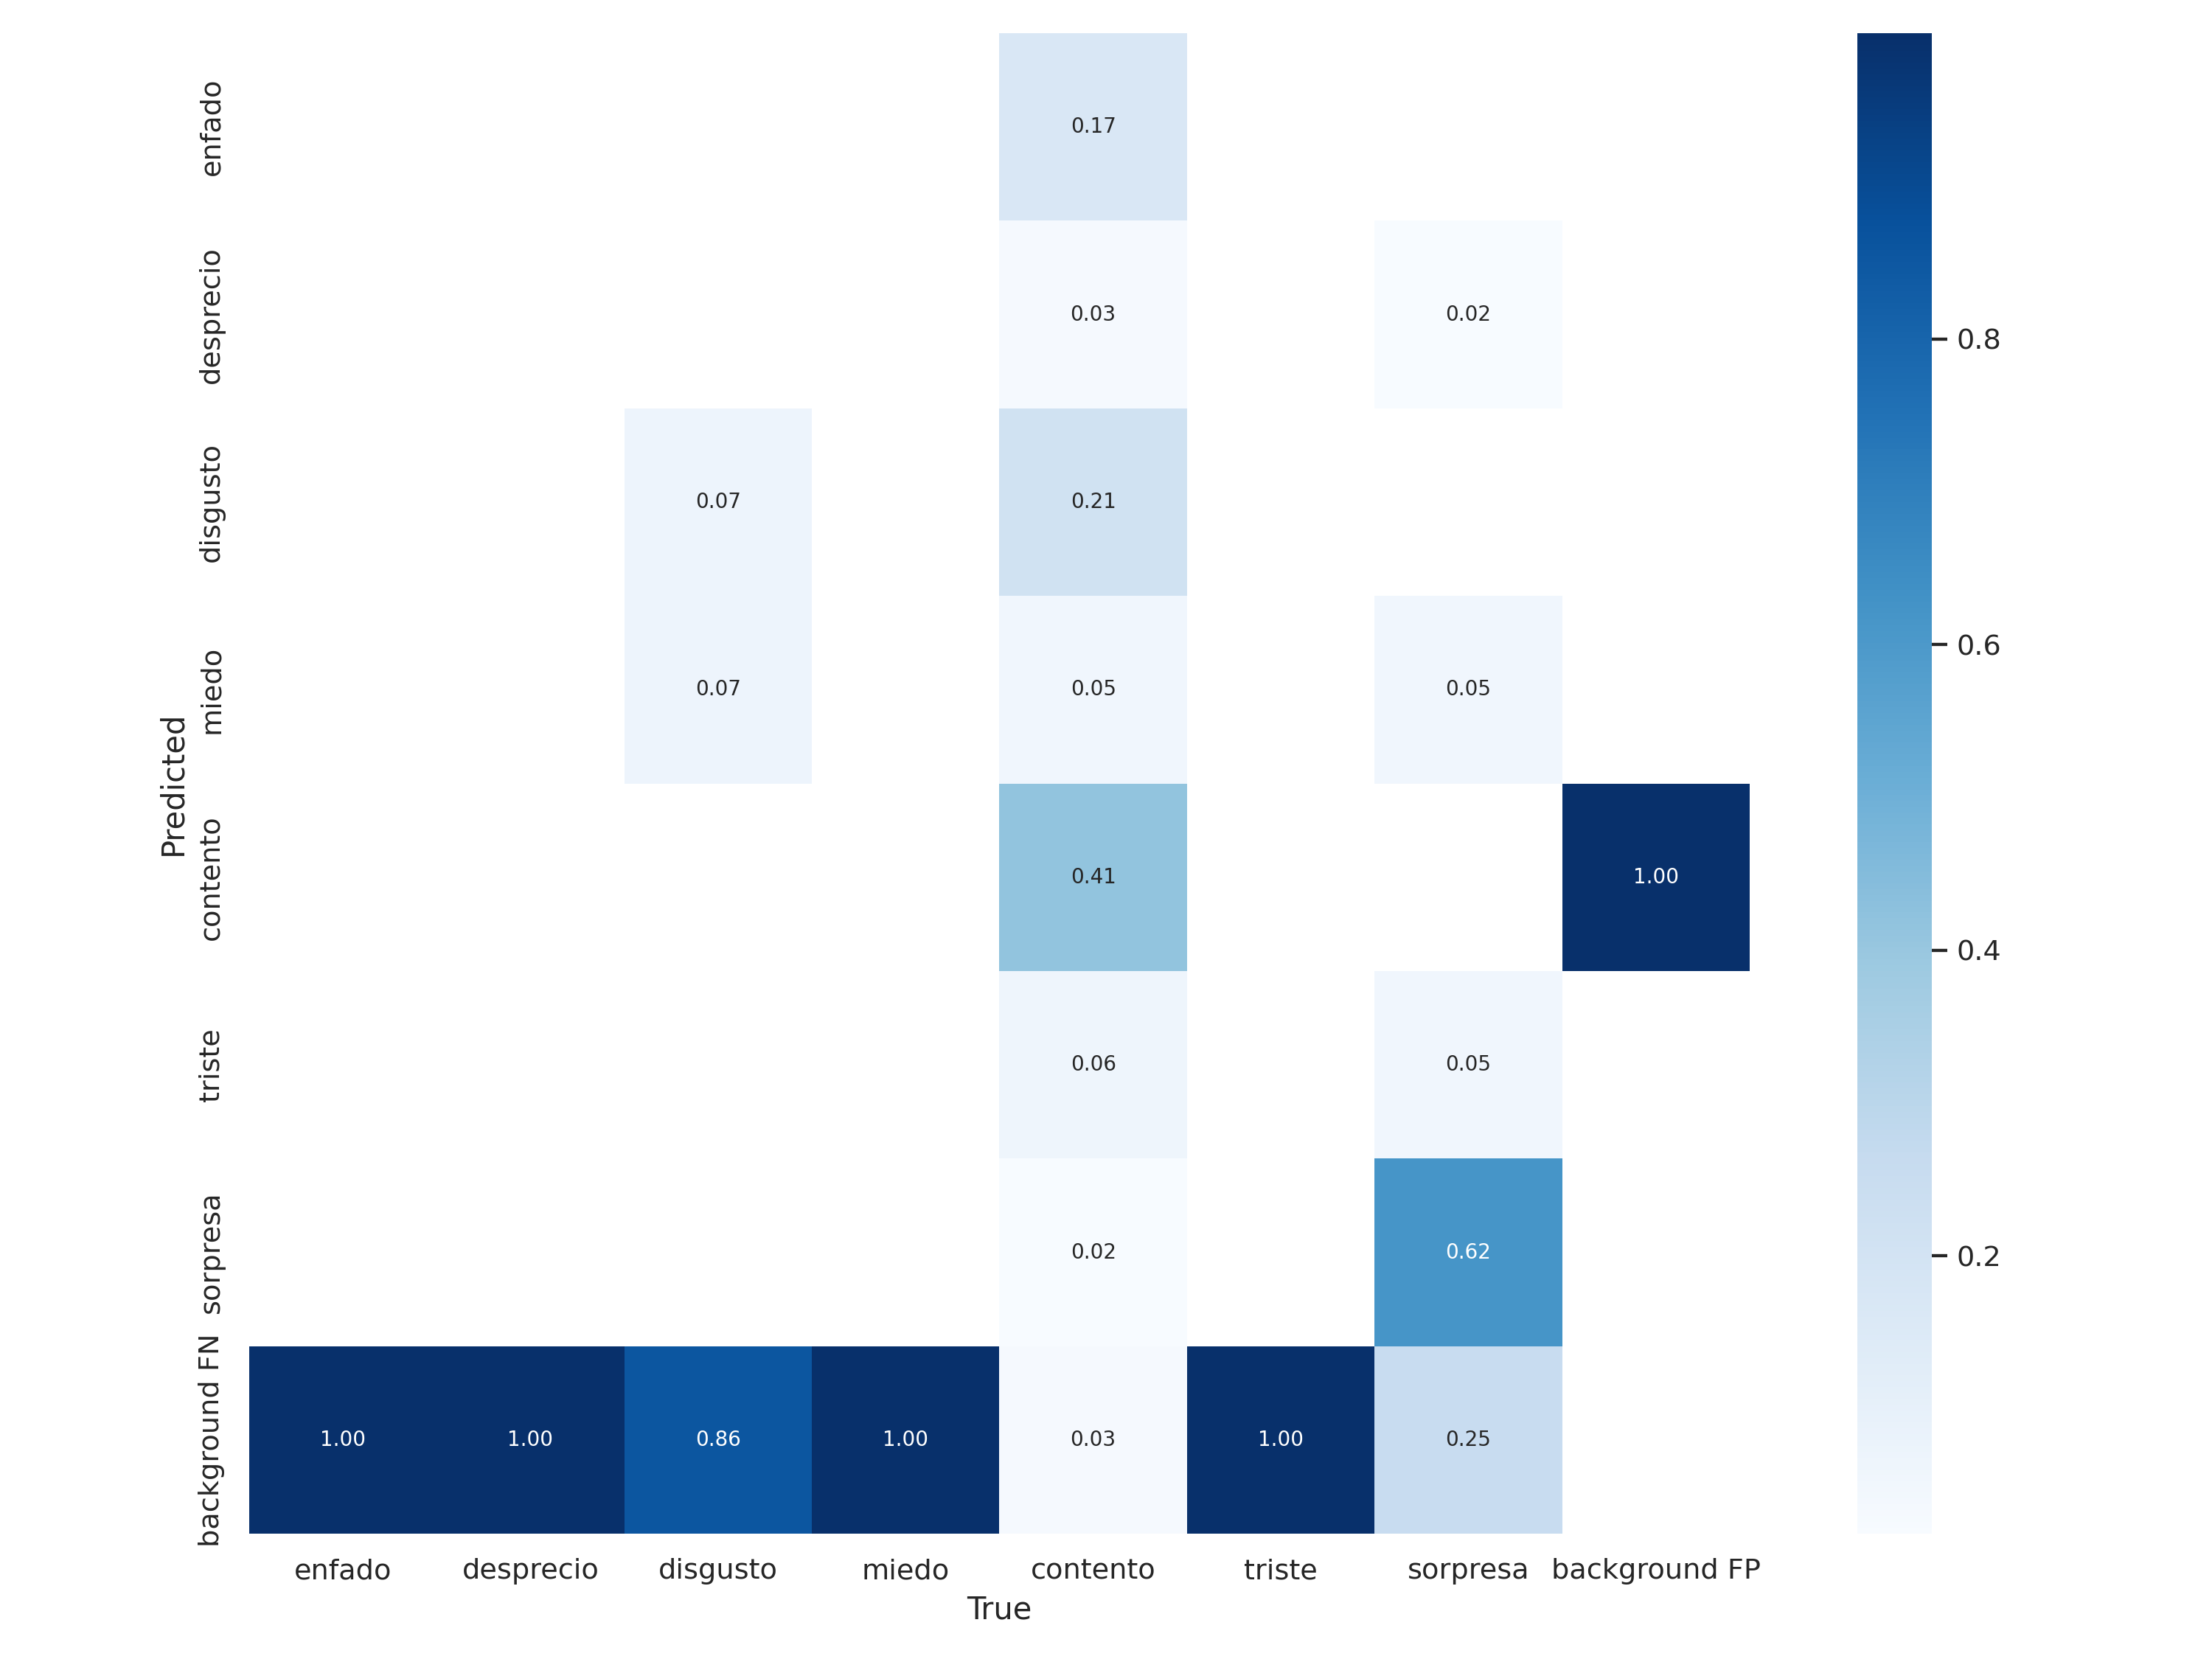 enfado
0.17
desprecio
0.03
0.02
0.8
disgusto
0.07
0.21
miedo
0.07
0.05
0.05
0.6
Predicted
contento
0.41
1.00
0.4
triste
0.06
0.05
sorpresa
0.02
0.62
0.2
background FN
1.00
1.00
0.86
1.00
0.03
1.00
0.25
enfado desprecio disgusto miedo contento triste sorpresa background FP
True